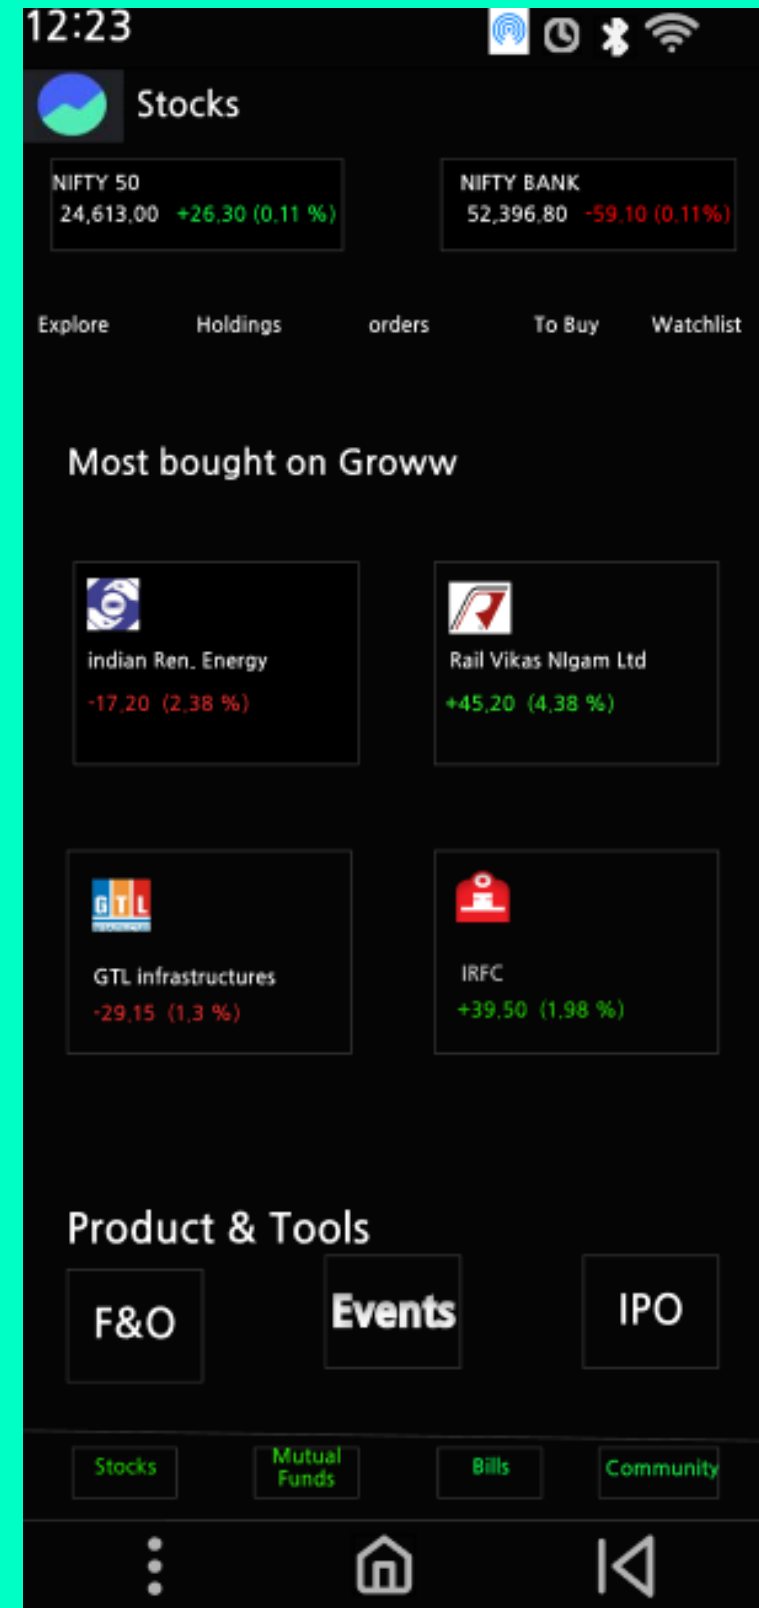 12:23
Stocks
NIFTY 50
24,613.00 +26.30 (0.11 %)
NIFTY BANK
52,396.80 -59.10 (0.11%)
Explore Holdings orders To Buy Watchlist
Most bought on Groww
indian Ren. Energy
-17.20 (2.38 %)
Rail Vikas NIgam Ltd
+45.20 (4.38 %)
GTL
GTL infrastructures
-29.15 (1.3 %)
IRFC
+39.50 (1.98 %)
Product & Tools
F&O
Events
IPO
Stocks
Mutual
Funds
Bills
Community